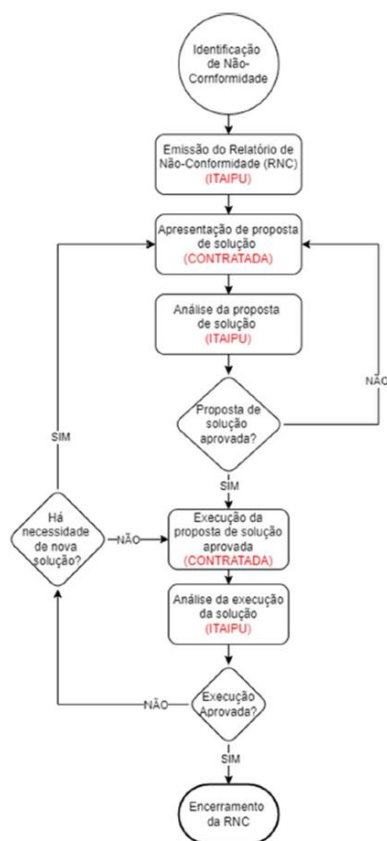 Identificação
de Não-
Cornformidade
Emissão do Relatório de
Não-Conformidade (RNC)
(ITAIPU)
Apresentação de proposta
de solução
(CONTRATADA)
Análise da proposta
de solução
(ITAIPU)
NÃO
Proposta de
solução
aprovada?
SIM
SIM
Há
necessidade
de nova
solução?
NÃO
Execução da
proposta de solução
aprovada
(CONTRATADA)
Análise da execução
da solução
(ITAIPU)
NÃO
Execução
Aprovada?
SIM
Encerramento
da RNC